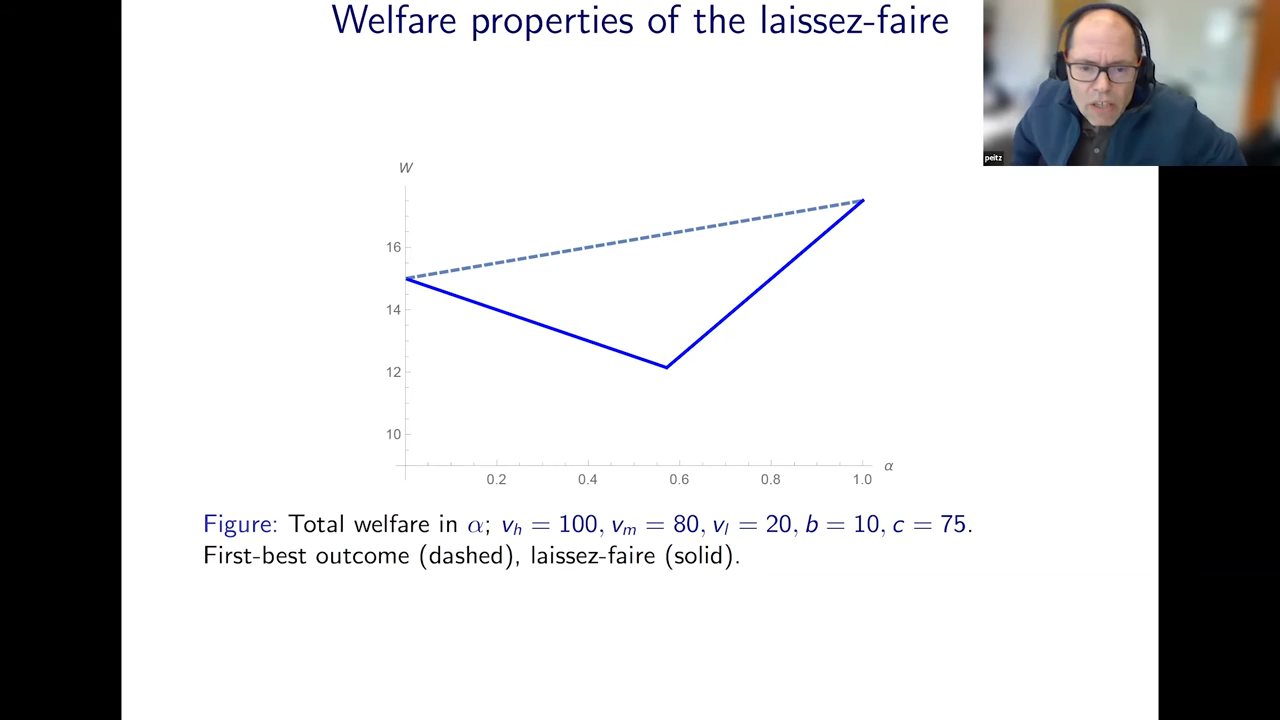 Welfare properties of the laissez-faire
peitz
W
16
14
12
10
0.2 0.4 0.6 0.8 1.0 α
Figure: Total welfare in α; v_h = 100, v_m = 80, v_l = 20, b = 10, c = 75.
First-best outcome (dashed), laissez-faire (solid).